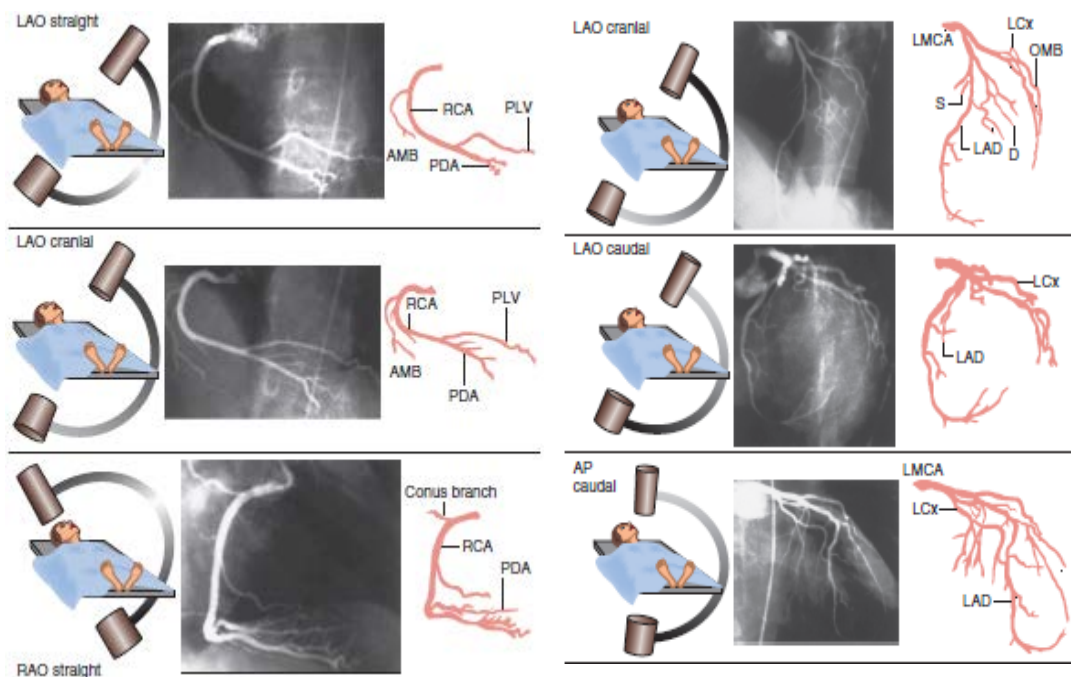 LAO straight
RCA
PLV
AMB
PDA
LAO cranial
RCA
PLV
AMB
PDA
Conus branch
RCA
PDA
RAO straight
LAO cranial
LMCA
LCx
OMB
S
LAD
D
LAO caudal
LCx
LAD
AP
caudal
LMCA
LCx
LAD